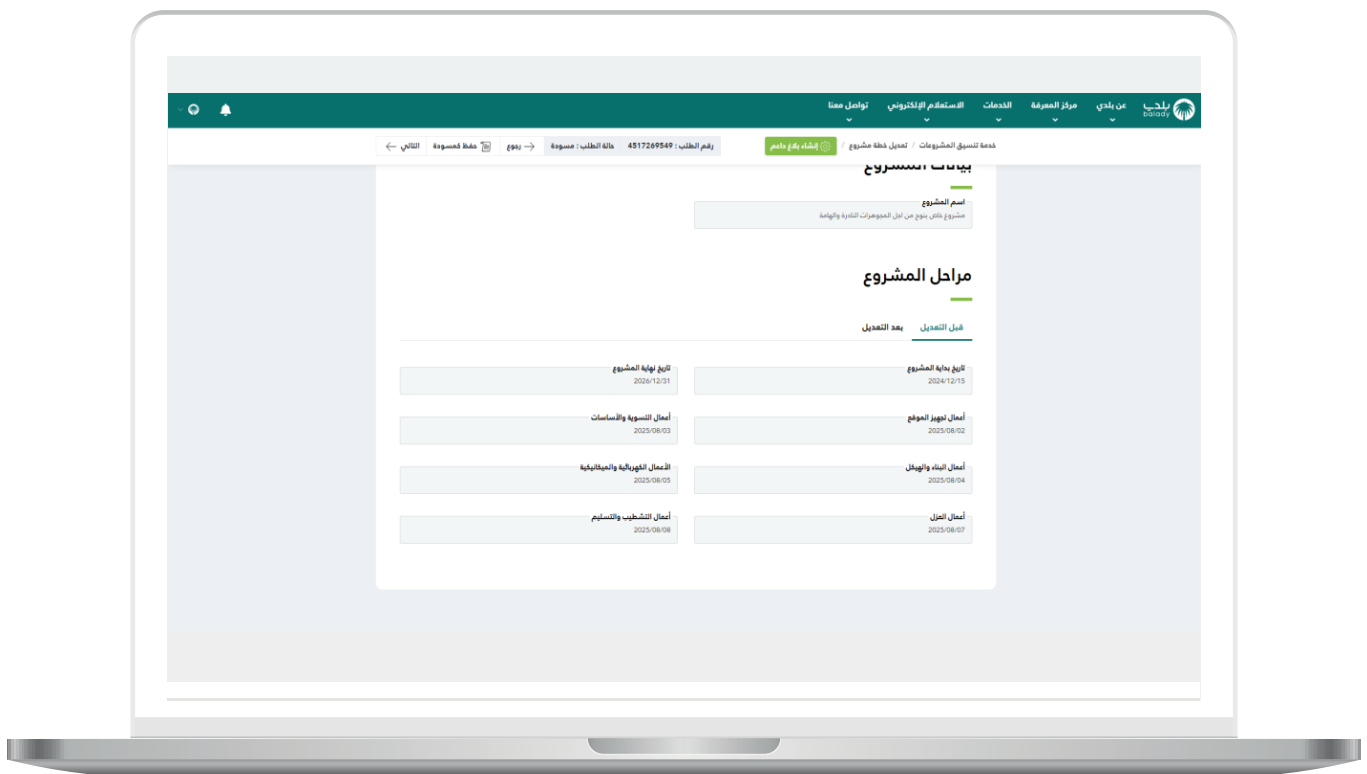 بلدي
balady
عن بلدي
مركز المعرفة
الخدمات
الاستعلام الإلكتروني
تواصل معنا
خدمة تنسيق المشروعات / تعديل خطة مشروع /
إنشاء بلاغ داعم
رقم الطلب : 4517269549
حالة الطلب : مسودة
رجوع
حفظ كمسودة
التالي
بيانات المشروع
اسم المشروع
مشروع خاص بنوح من اجل المجوهرات النادرة والهامة
مراحل المشروع
قبل التعديل
بعد التعديل
تاريخ بداية المشروع
2024/12/15
تاريخ نهاية المشروع
2026/12/31
أعمال تجهيز الموقع
2025/08/02
أعمال التسوية والأساسات
2025/08/03
أعمال البناء والهيكل
2025/08/04
الأعمال الكهربائية والميكانيكية
2025/08/05
أعمال العزل
2025/08/07
أعمال التشطيب والتسليم
2025/08/08